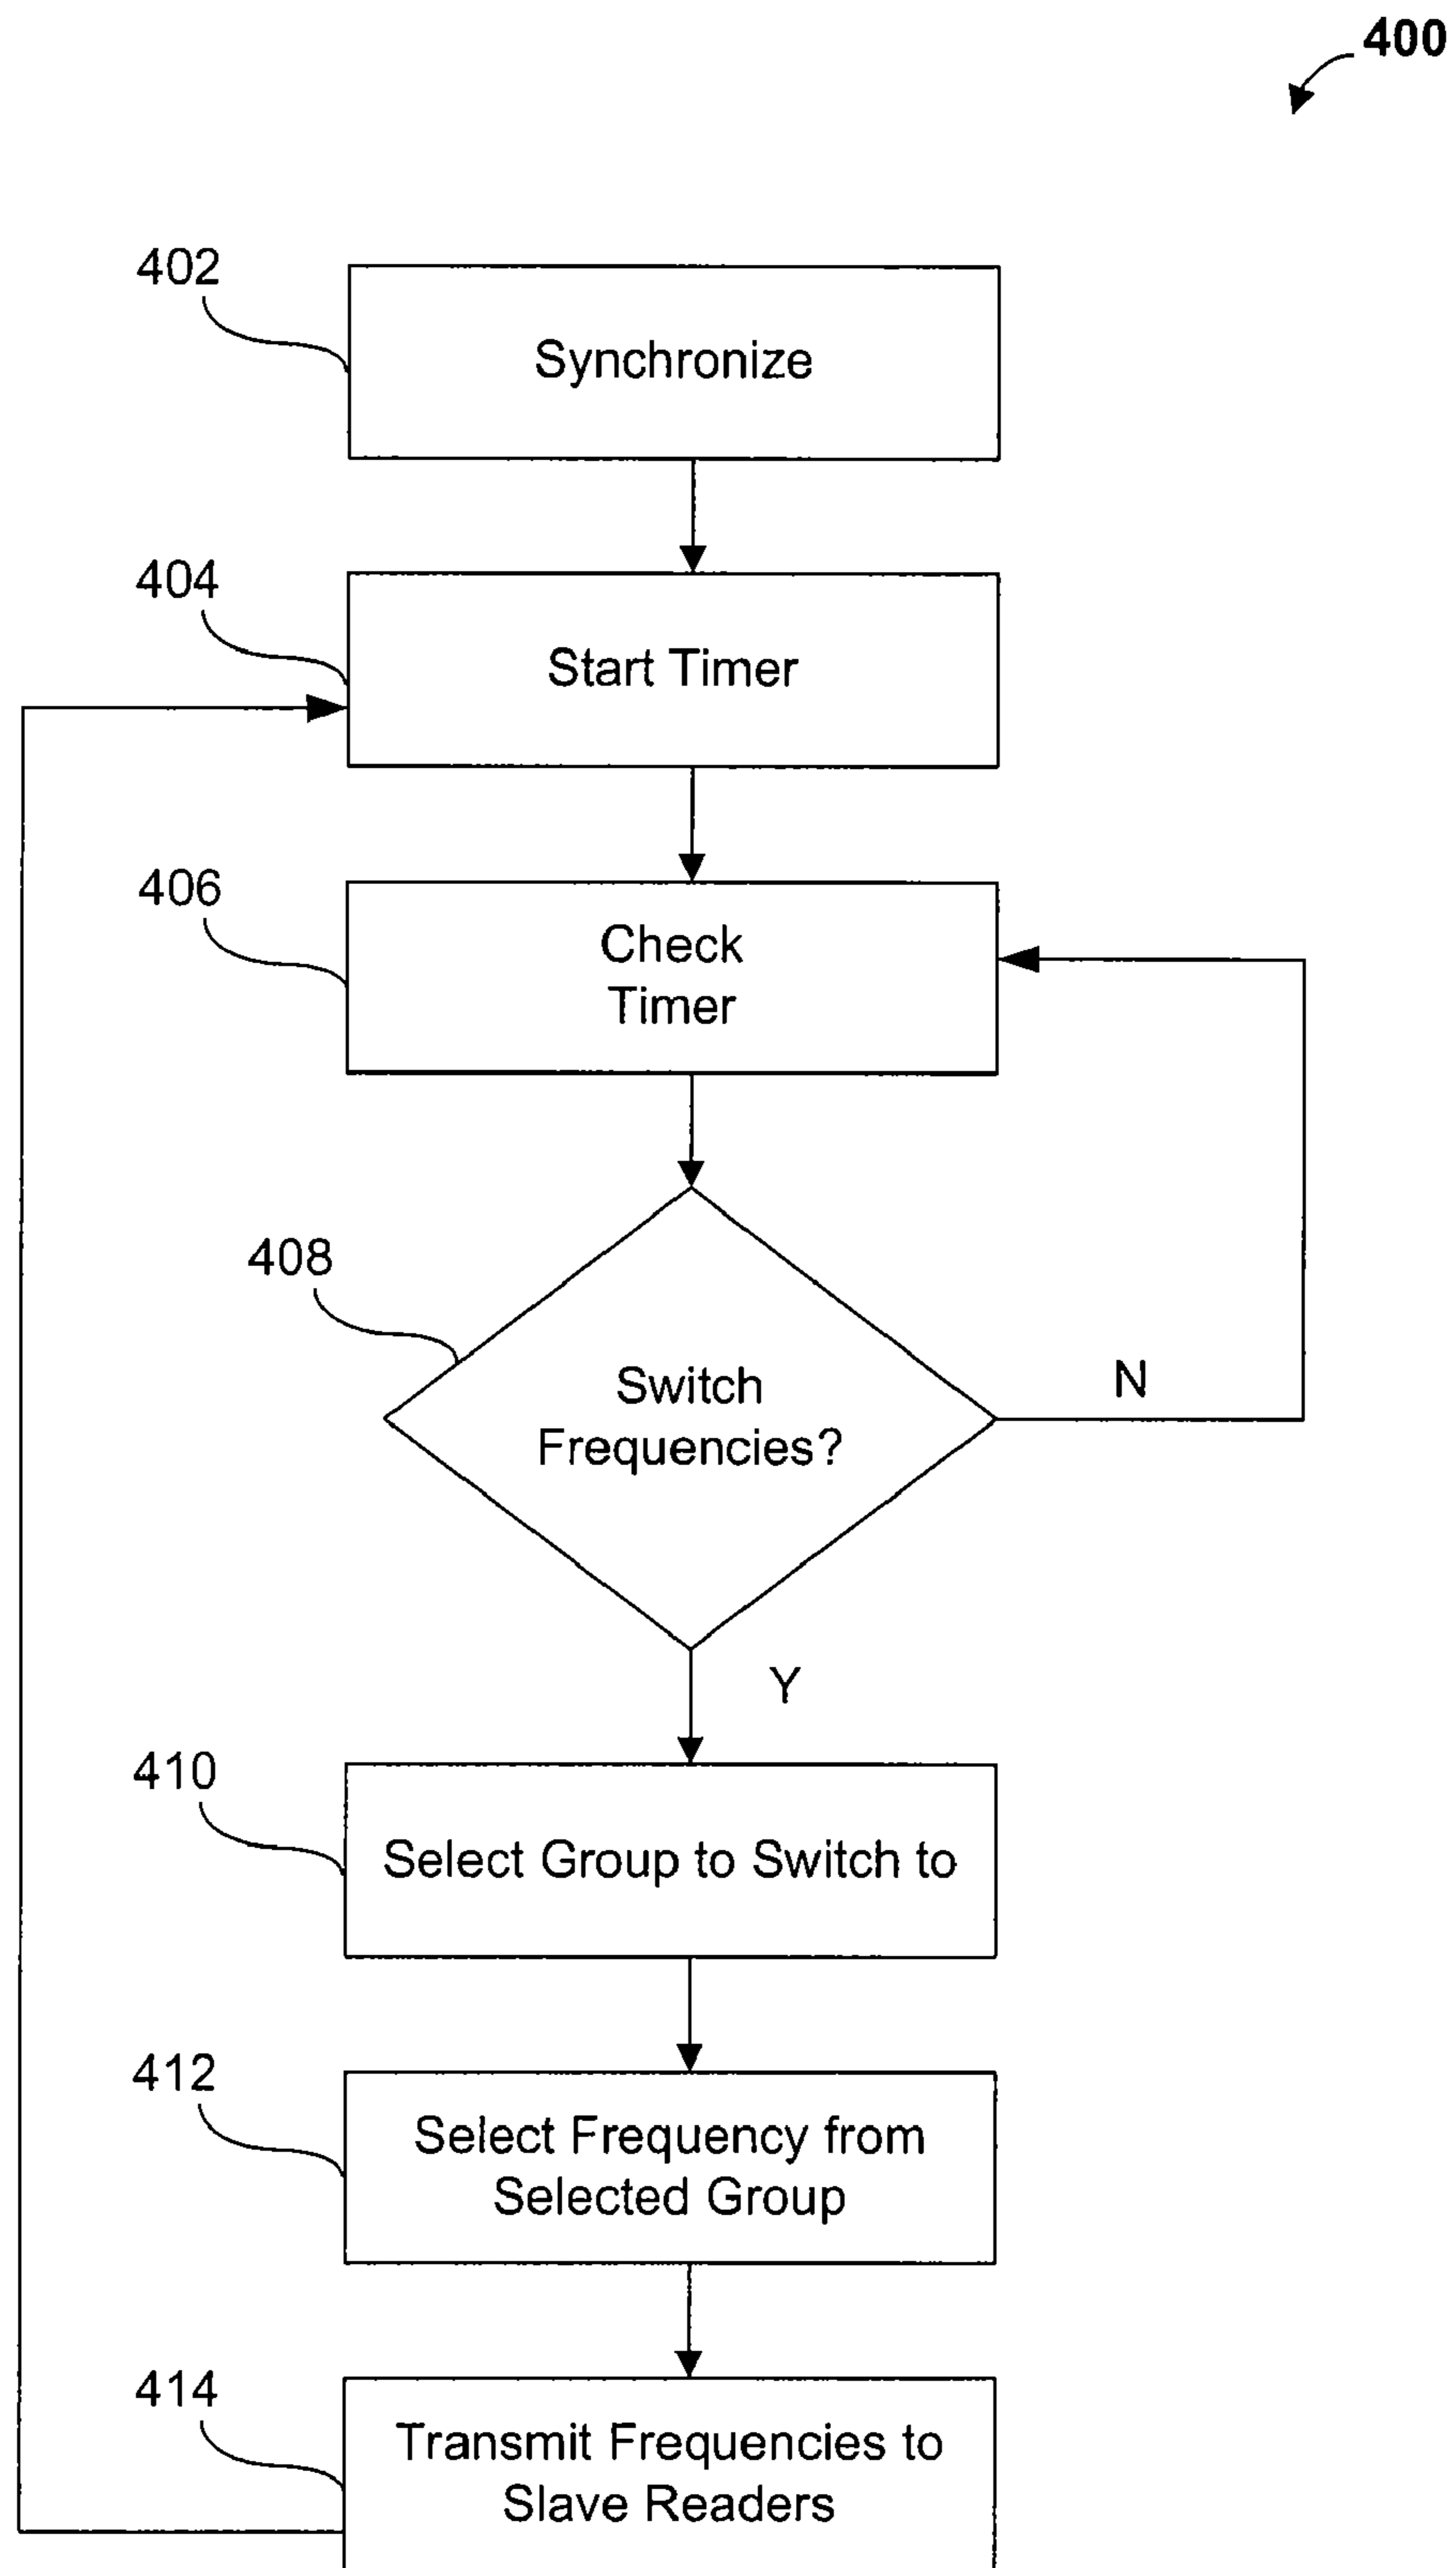 400
402
Synchronize
404
Start Timer
406
Check
Timer
408
Switch
Frequencies?
N
Y
410
Select Group to Switch to
412
Select Frequency from
Selected Group
414
Transmit Frequencies to
Slave Readers